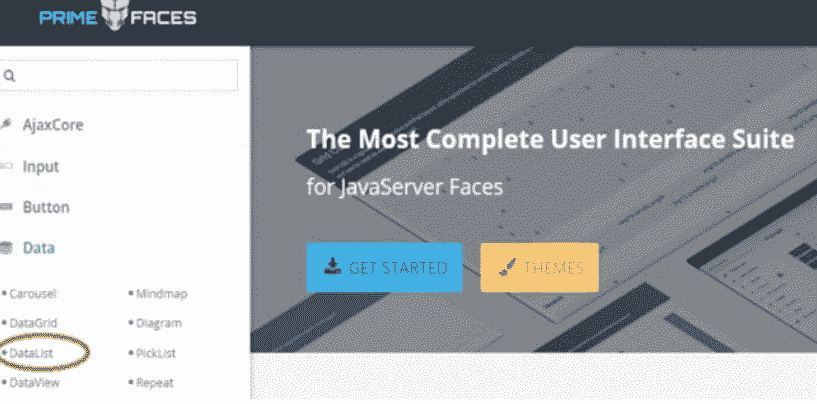 PRIME FACES
AjaxCore
Input
Button
Data
Carousel
Mindmap
DataGrid
Diagram
DataList
PickList
DataView
Repeat
The Most Complete User Interface Suite
for JavaServer Faces
GET STARTED
THEMES